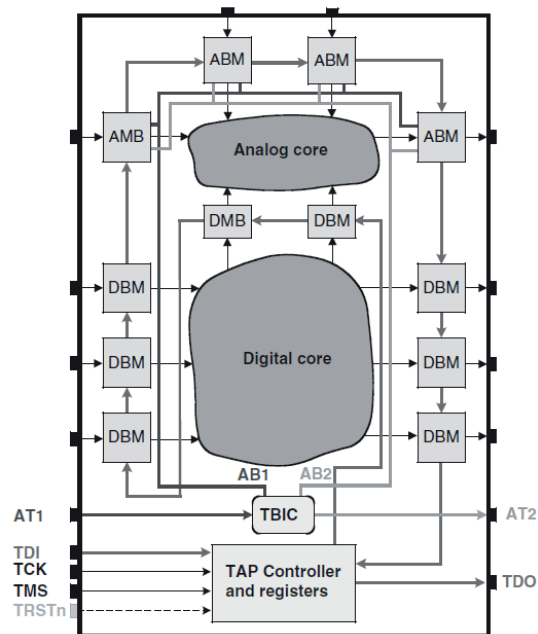 ABM
ABM
AMB
ABM
Analog core
DMB
DBM
DBM
DBM
Digital core
DBM
DBM
DBM
DBM
AB1
AB2
AT1
TBIC
AT2
TDI
TCK
TMS
TRSTn
TAP Controller
and registers
TDO